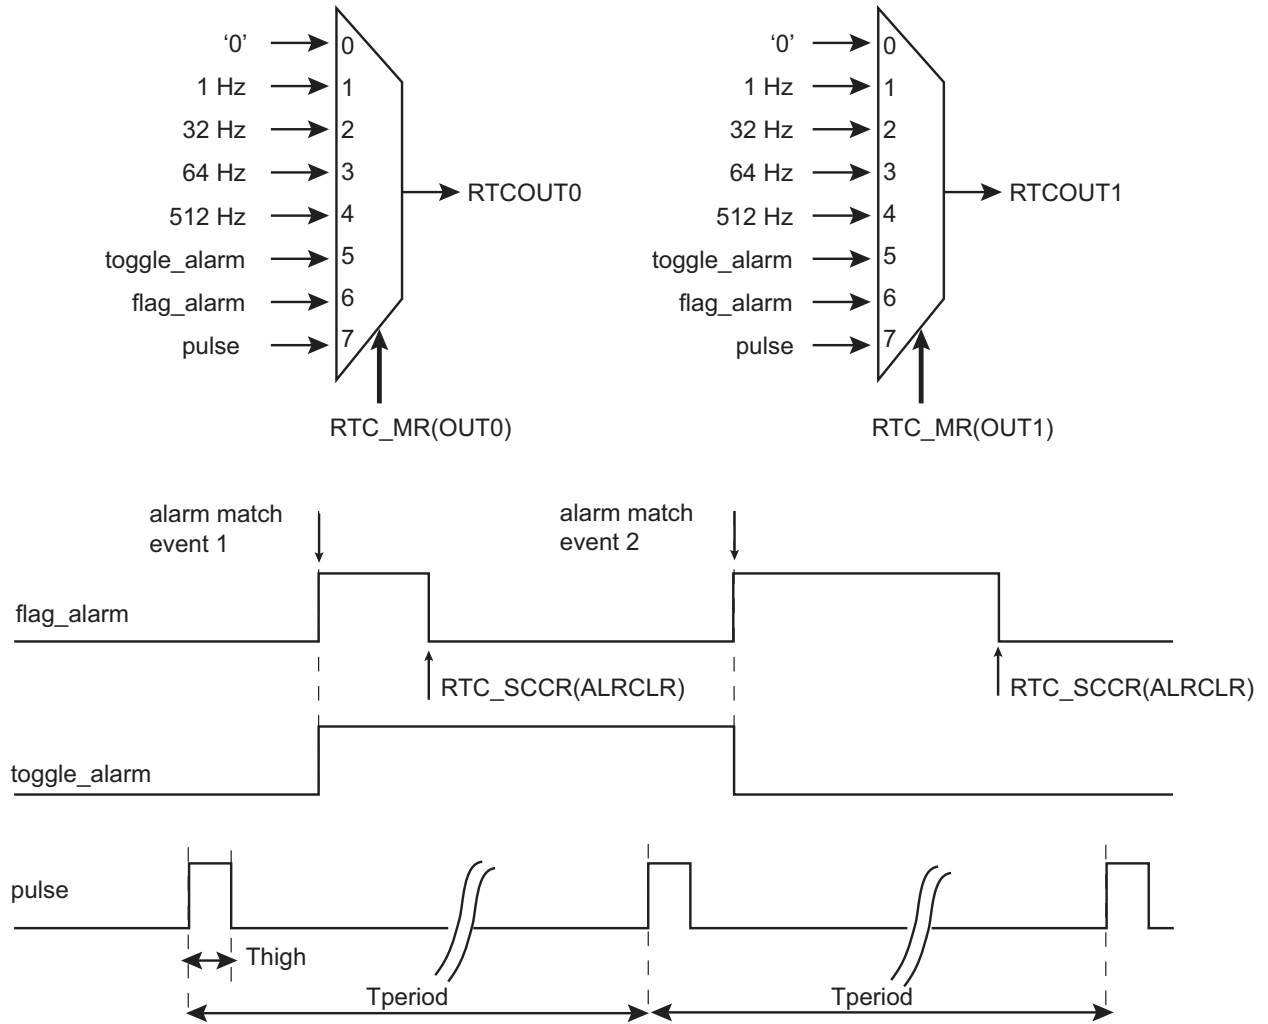 ‘0’
0
1 Hz
1
32 Hz
2
64 Hz
3
RTCOUT0
512 Hz
4
toggle_alarm
5
flag_alarm
6
pulse
7
RTC_MR(OUT0)
‘0’
0
1 Hz
1
32 Hz
2
64 Hz
3
RTCOUT1
512 Hz
4
toggle_alarm
5
flag_alarm
6
pulse
7
RTC_MR(OUT1)
alarm match
event 1
alarm match
event 2
flag_alarm
RTC_SCCR(ALRCLR)
RTC_SCCR(ALRCLR)
toggle_alarm
pulse
Thigh
Tperiod
Tperiod